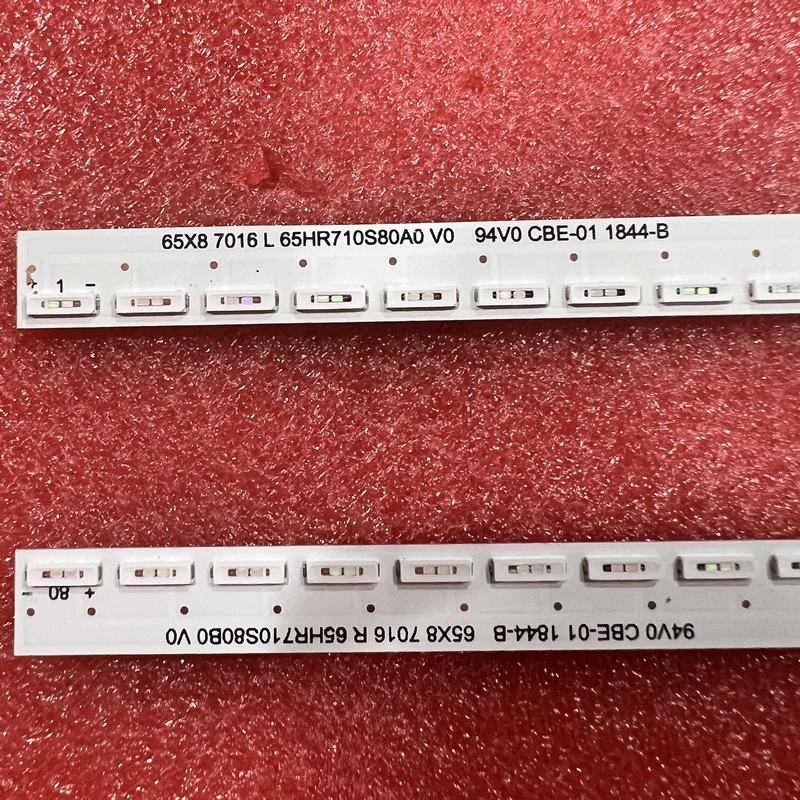 65X8 7016 L 65HR710S80A0 V0 94V0 CBE-01 1844-B
+ 1 -
80 +
94V0 CBE-01 1844-B 65X8 7016 R 65HR710S80B0 V0